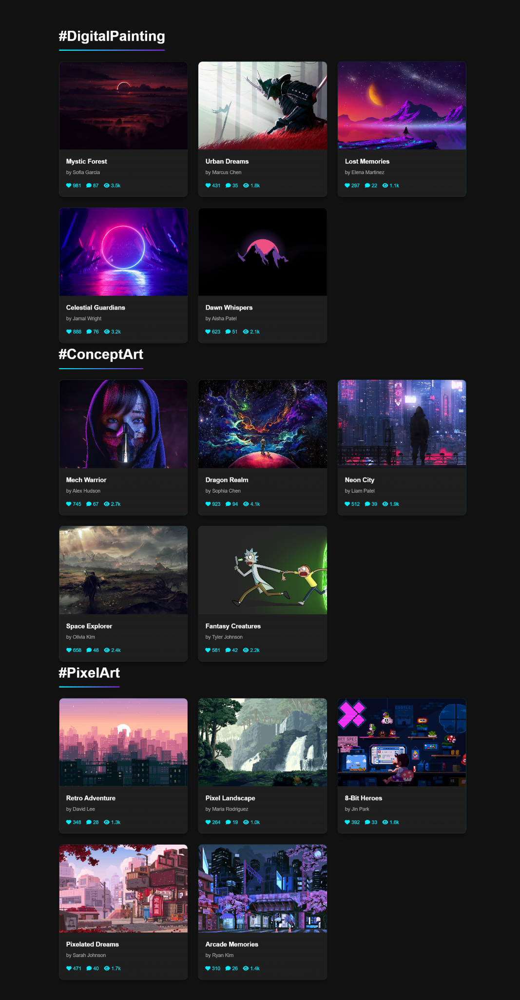 #DigitalPainting
Mystic Forest
by Sofia Garcia
981 87 3.5k
Urban Dreams
by Marcus Chen
431 35 1.8k
Lost Memories
by Elena Martinez
297 22 1.1k
Celestial Guardians
by Jamal Wright
888 76 3.2k
Dawn Whispers
by Aisha Patel
623 51 2.1k
#ConceptArt
Mech Warrior
by Alex Hudson
745 67 2.7k
Dragon Realm
by Sophia Chen
923 94 4.1k
Neon City
by Liam Patel
512 39 1.9k
Space Explorer
by Olivia Kim
658 48 2.4k
Fantasy Creatures
by Tyler Johnson
581 42 2.2k
#PixelArt
Retro Adventure
by David Lee
348 28 1.3k
Pixel Landscape
by Maria Rodriguez
264 19 1.0k
ART SPEC
8-Bit Heroes
by Jin Park
392 33 1.6k
Pixelated Dreams
by Sarah Johnson
471 40 1.7k
Arcade Memories
by Ryan Kim
310 26 1.4k